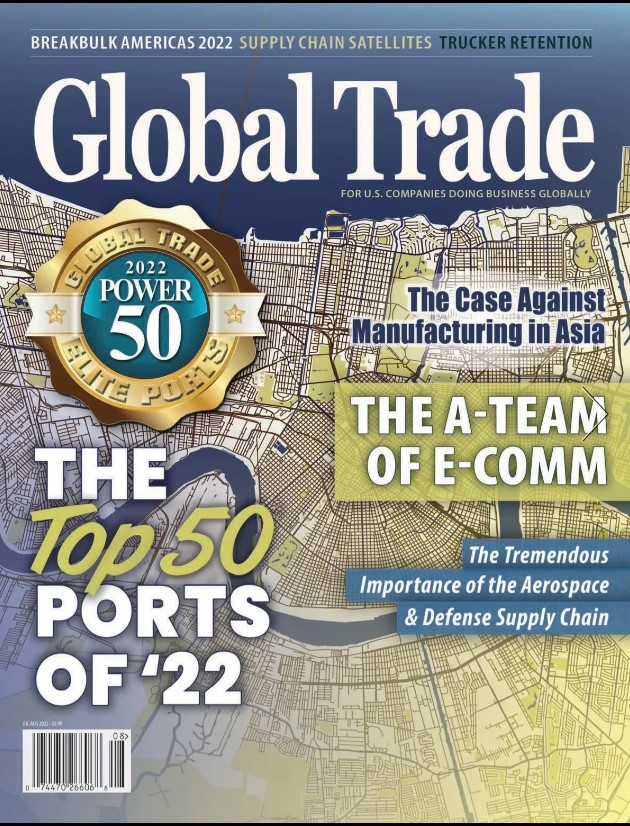 BREAKBULK AMERICAS 2022 SUPPLY CHAIN SATELLITES TRUCKER RETENTION
Global Trade
FOR U.S. COMPANIES DOING BUSINESS GLOBALLY
GLOBAL TRADE
2022
POWER
50
ELITE PORTS
The Case Against
Manufacturing in Asia
THE A-TEAM
OF E-COMM
THE
Top 50
PORTS
OF ‘22
The Tremendous
Importance of the Aerospace
& Defense Supply Chain
08>
0 74470 26606 8